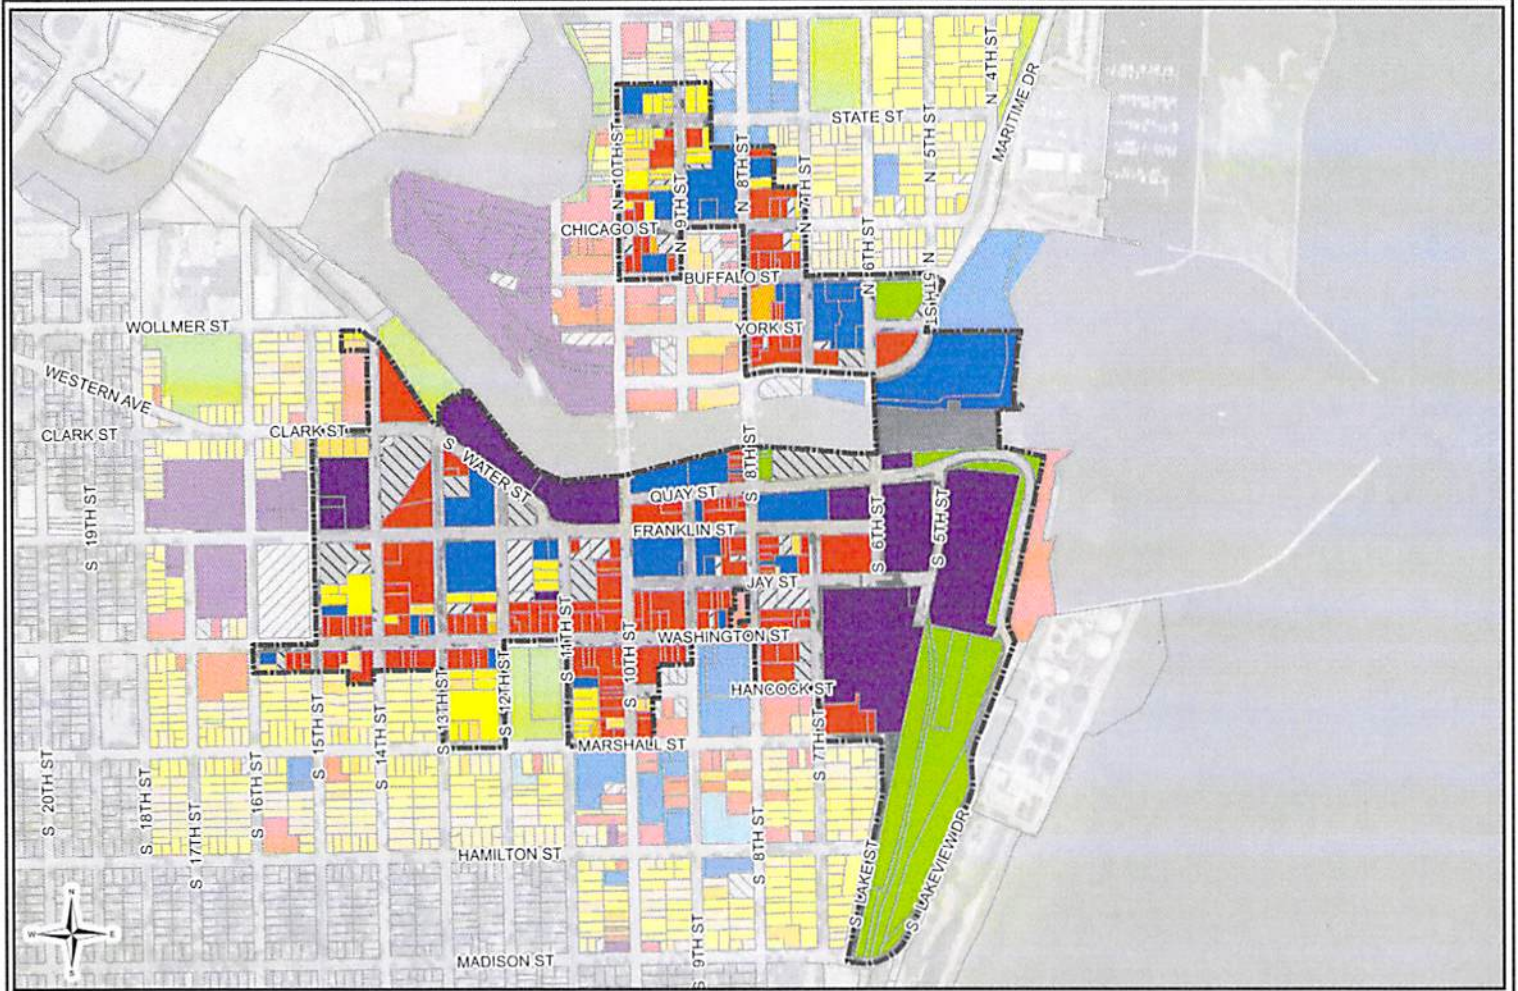 N 4TH ST
MARITIME DR
STATE ST
N 5TH ST
N 10TH ST
N 8TH ST
N 7TH ST
N 9TH ST
CHICAGO ST
N 6TH ST
BUFFALO ST
N 5TH ST
WOLLMER ST
YORK ST
WESTERN AVE
CLARK ST
CLARK ST
S WATER ST
S 8TH ST
QUAY ST
S 19TH ST
FRANKLIN ST
S 6TH ST
S 5TH ST
JAY ST
S 11TH ST
WASHINGTON ST
S 10TH ST
S 13TH ST
S 12TH ST
HANCOCK ST
S 15TH ST
S 14TH ST
MARSHALL ST
S 7TH ST
S 20TH ST
S 18TH ST
S 17TH ST
S 16TH ST
S 8TH ST
HAMILTON ST
S LAKE ST
S LAKEVIEW DR
S 9TH ST
MADISON ST
N
W
E
S